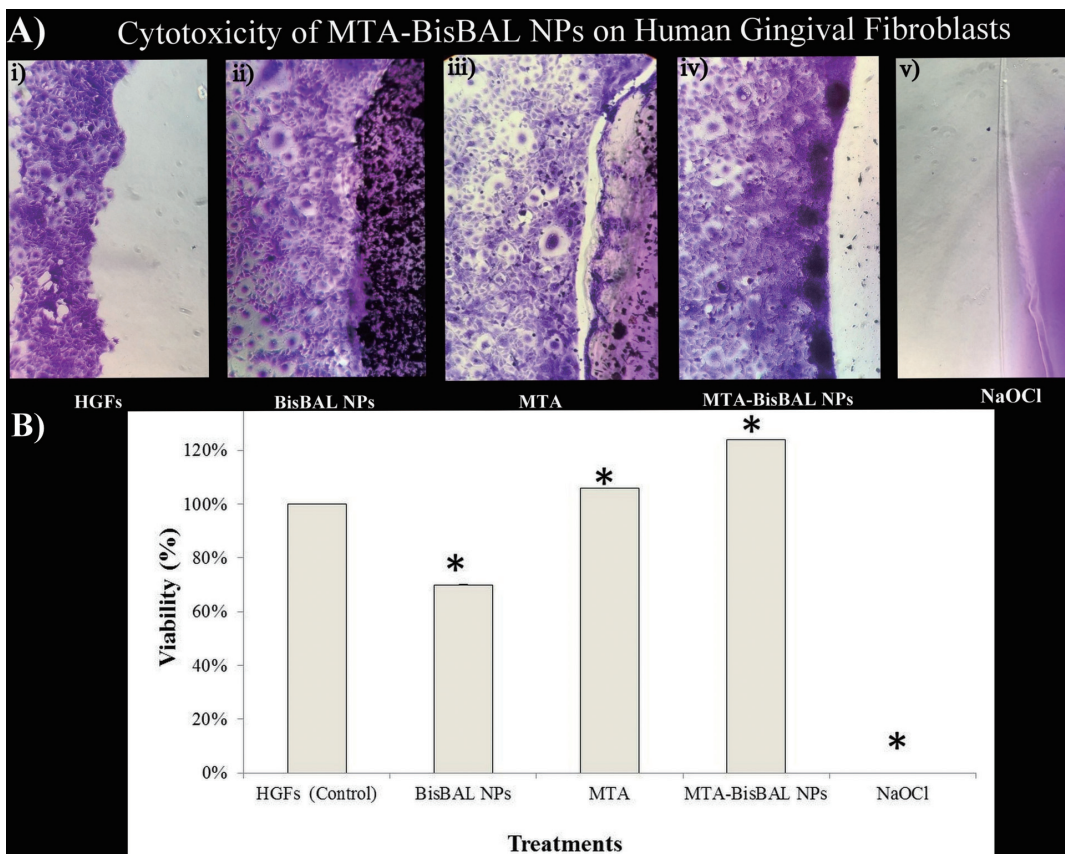 A) Cytotoxicity of MTA-BisBAL NPs on Human Gingival Fibroblasts
i) ii) iii) iv) v)
HGFs BisBAL NPs MTA MTA-BisBAL NPs NaOCl
B)
120%
100%
80%
60%
40%
20%
0%
Viability (%)
* * * *
HGFs (Control) BisBAL NPs MTA MTA-BisBAL NPs NaOCl
Treatments